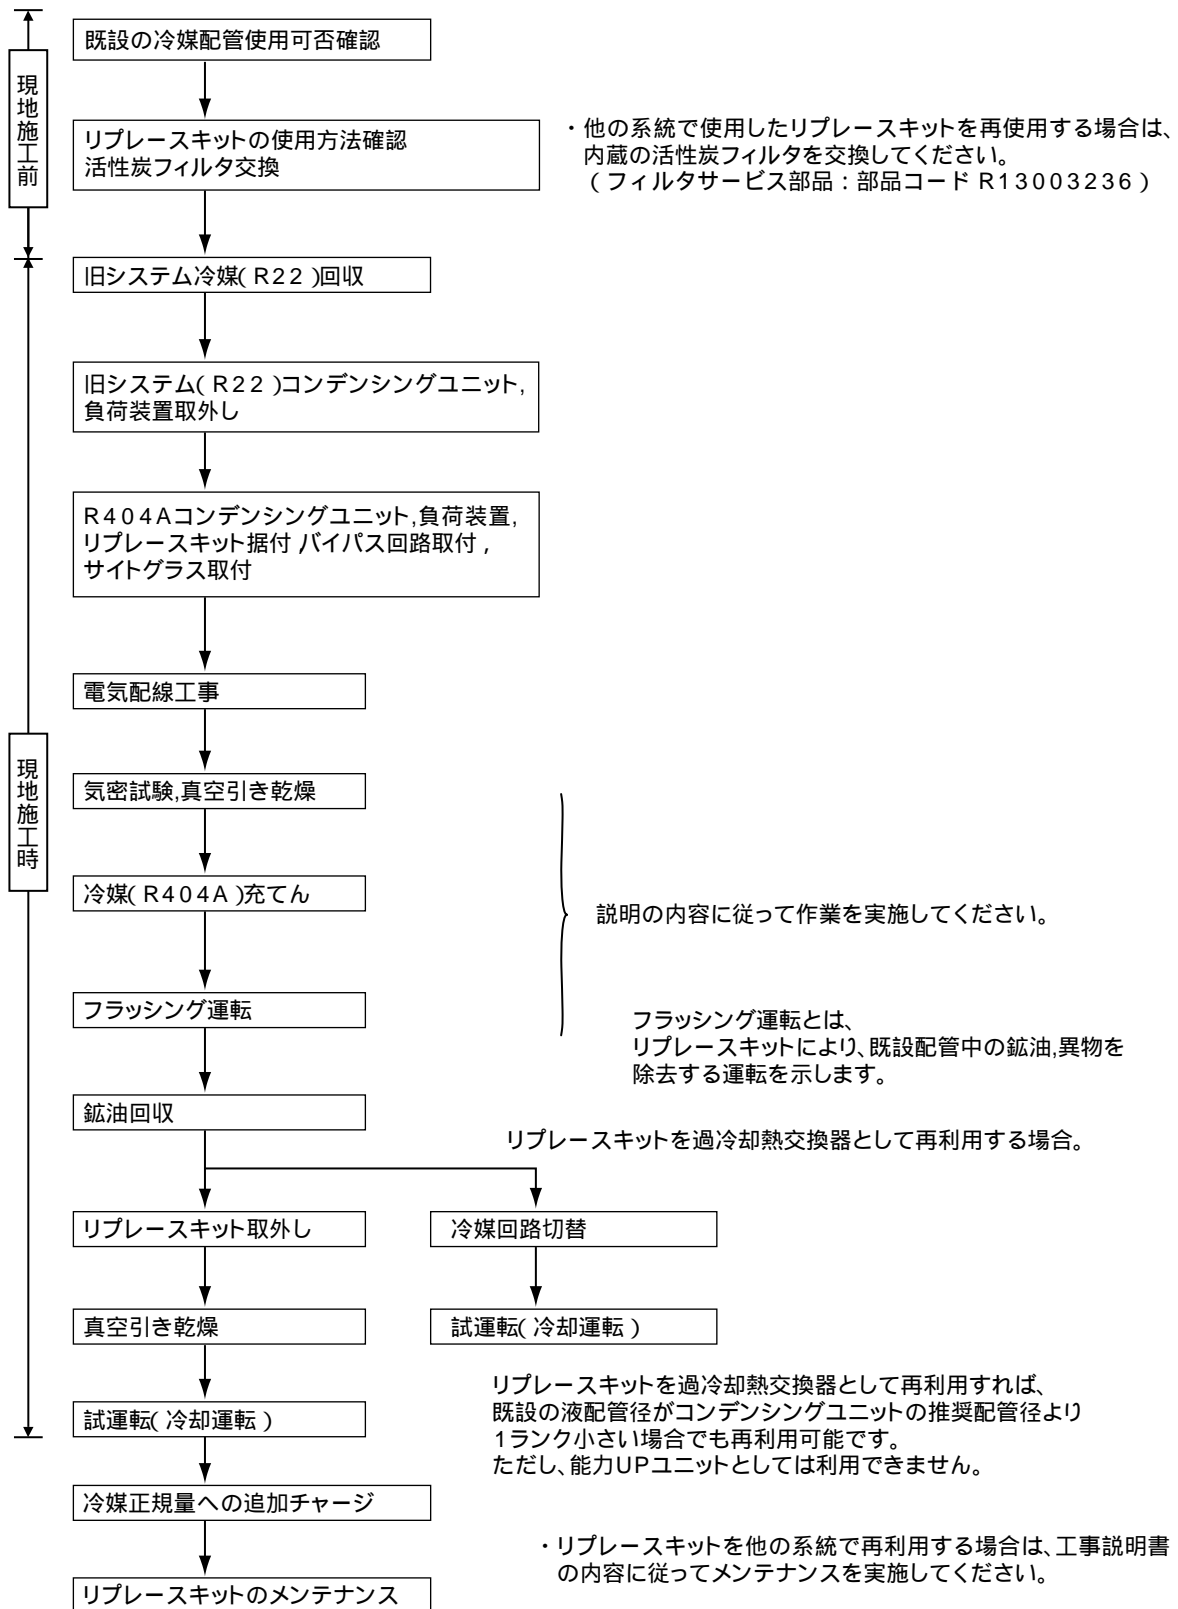 既設の冷媒配管使用可否確認
現地施工前
リプレースキットの使用方法確認
活性炭フィルタ交換
・他の系統で使用したリプレースキットを再使用する場合は、
内蔵の活性炭フィルタを交換してください。
(フィルタサービス部品:部品コード R13003236)
旧システム冷媒(R22)回収
旧システム(R22)コンデンシングユニット,
負荷装置取外し
R404Aコンデンシングユニット,負荷装置,
リプレースキット据付,バイパス回路取付,
サイトグラス取付
電気配線工事
現地施工時
気密試験,真空引き乾燥
冷媒(R404A)充てん
説明の内容に従って作業を実施してください。
フラッシング運転
フラッシング運転とは、
リプレースキットにより、既設配管中の鉱油,異物を
除去する運転を示します。
鉱油回収
リプレースキットを過冷却熱交換器として再利用する場合。
リプレースキット取外し
冷媒回路切替
真空引き乾燥
試運転(冷却運転)
試運転(冷却運転)
リプレースキットを過冷却熱交換器として再利用すれば、
既設の液配管径がコンデンシングユニットの推奨配管径より
1ランク小さい場合でも再利用可能です。
ただし、能力UPユニットとしては利用できません。
冷媒正規量への追加チャージ
・リプレースキットを他の系統で再利用する場合は、工事説明書
の内容に従ってメンテナンスを実施してください。
リプレースキットのメンテナンス